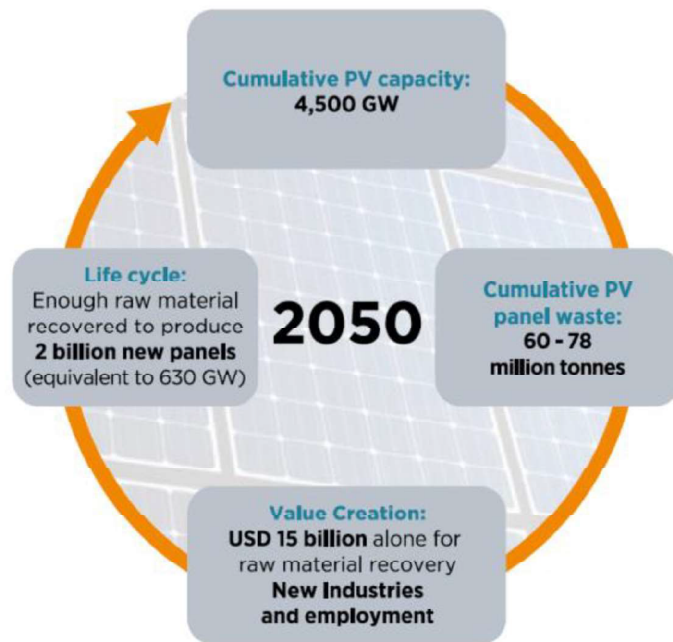 Cumulative PV capacity:
4,500 GW
Life cycle:
Enough raw material
recovered to produce
2 billion new panels
(equivalent to 630 GW)
2050
Cumulative PV
panel waste:
60 - 78
million tonnes
Value Creation:
USD 15 billion alone for
raw material recovery
New Industries
and employment